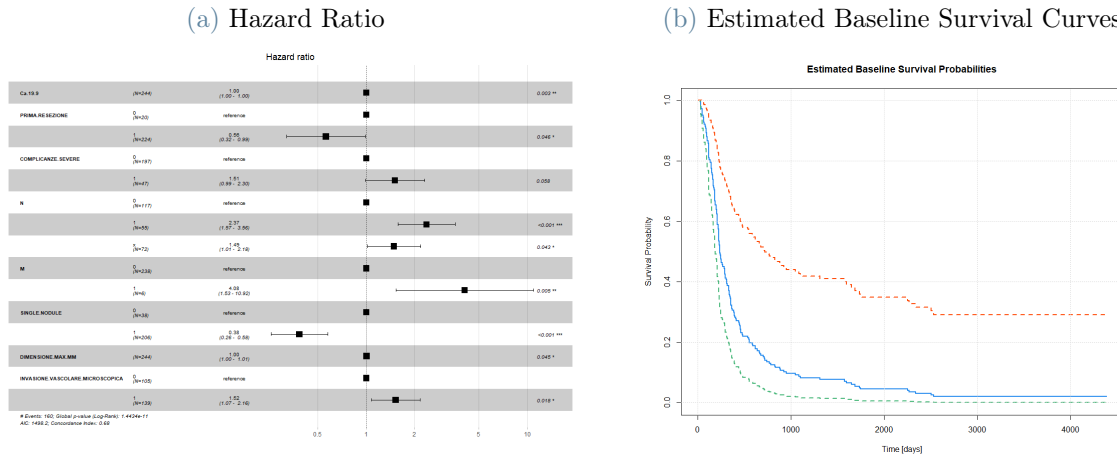 (a) Hazard Ratio
Hazard ratio
Ca.19.9 (N=244) 1.00 (1.00 - 1.00) 0.003 **
PRIMA.RESEZIONE 0 (N=20) reference
1 (N=224) 0.56 (0.32 - 0.99) 0.046 *
COMPLICANZE.SEVERE 0 (N=197) reference
1 (N=47) 1.51 (0.99 - 2.30) 0.058
N 0 (N=117) reference
1 (N=55) 2.37 (1.57 - 3.56) <0.001 ***
x (N=72) 1.49 (1.01 - 2.18) 0.043 *
M 0 (N=238) reference
1 (N=6) 4.08 (1.53 - 10.92) 0.005 **
SINGLE.NODULE 0 (N=38) reference
1 (N=206) 0.38 (0.26 - 0.58) <0.001 ***
DIMENSIONE.MAX.MM (N=244) 1.00 (1.00 - 1.01) 0.045 *
INVASIONE.VASCOLARE.MICROSCOPICA 0 (N=105) reference
1 (N=139) 1.52 (1.07 - 2.16) 0.018 *
# Events: 160; Global p-value (Log-Rank): 1.4434e-11
AIC: 1498.2; Concordance Index: 0.68
0.5 1 2 5 10
(b) Estimated Baseline Survival Curves
Estimated Baseline Survival Probabilities
Survival Probability
1.0
0.8
0.6
0.4
0.2
0.0
0 1000 2000 3000 4000
Time [days]